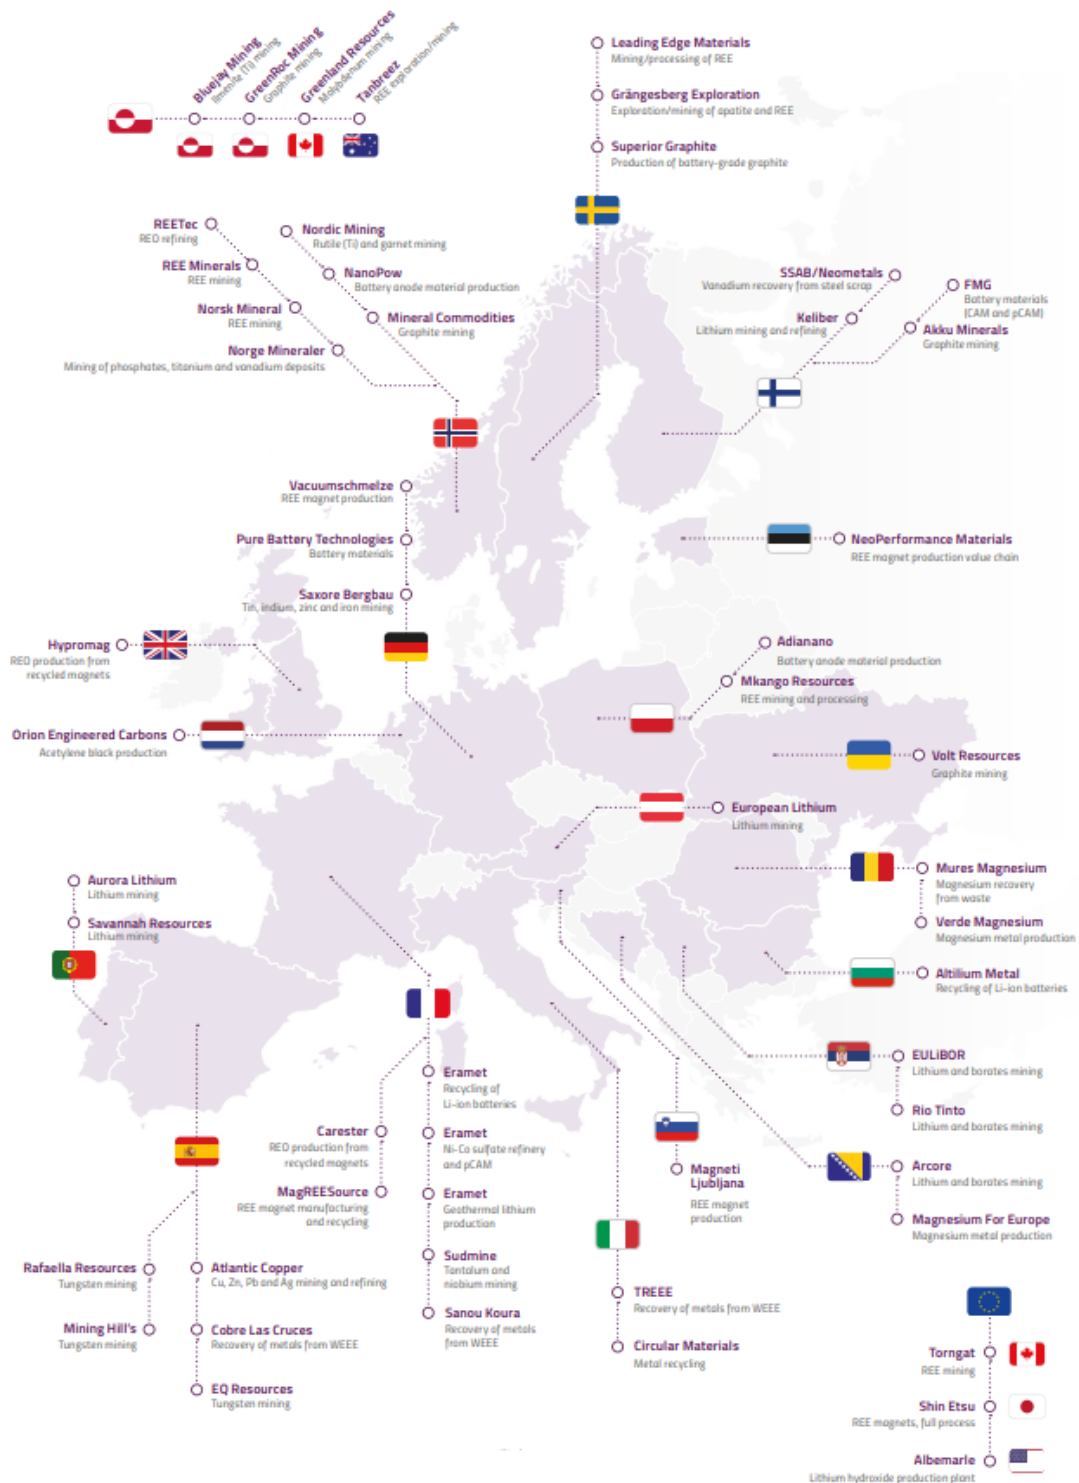 Bluejay Mining
Ilmenite (Ti) mining
GreenRoc Mining
Graphite mining
Greenland Resources
Molybdenum mining
Tanbreez
REE exploration/mining
Leading Edge Materials
Mining/processing of REE
Grängesberg Exploration
Exploration/mining of apatite and REE
Superior Graphite
Production of battery-grade graphite
REETec
REO refining
REE Minerals
REE mining
Norsk Mineral
REE mining
Norge Mineraler
Mining of phosphates, titanium and vanadium deposits
Nordic Mining
Rutile (Ti) and garnet mining
NanoPow
Battery anode material production
Mineral Commodities
Graphite mining
SSAB/Neometals
Vanadium recovery from steel scrap
Keliber
Lithium mining and refining
FMG
Battery materials
(CAM and pCAM)
Akku Minerals
Graphite mining
Vacuumschmelze
REE magnet production
Pure Battery Technologies
Battery materials
Saxore Bergbau
Tin, indium, zinc and iron mining
NeoPerformance Materials
REE magnet production value chain
Hypromag
REO production from
recycled magnets
Adianano
Battery anode material production
Mkango Resources
REE mining and processing
Orion Engineered Carbons
Acetylene black production
Volt Resources
Graphite mining
European Lithium
Lithium mining
Mures Magnesium
Magnesium recovery
from waste
Verde Magnesium
Magnesium metal production
Aurora Lithium
Lithium mining
Savannah Resources
Lithium mining
Altilium Metal
Recycling of Li-ion batteries
EULiBOR
Lithium and borates mining
Rio Tinto
Lithium and borates mining
Eramet
Recycling of
Li-ion batteries
Carester
REO production from
recycled magnets
Eramet
Ni-Co sulfate refinery
and pCAM
MagREESource
REE magnet manufacturing
and recycling
Eramet
Geothermal lithium
production
Sudmine
Tantalum and
niobium mining
Sanou Koura
Recovery of metals
from WEEE
Magneti
Ljubljana
REE magnet
production
Arcore
Lithium and borates mining
Magnesium For Europe
Magnesium metal production
Rafaella Resources
Tungsten mining
Mining Hill's
Tungsten mining
Atlantic Copper
Cu, Zn, Pb and Ag mining and refining
Cobre Las Cruces
Recovery of metals from WEEE
EQ Resources
Tungsten mining
TREEE
Recovery of metals from WEEE
Circular Materials
Metal recycling
Torngat
REE mining
Shin Etsu
REE magnets, full process
Albemarle
Lithium hydroxide production plant